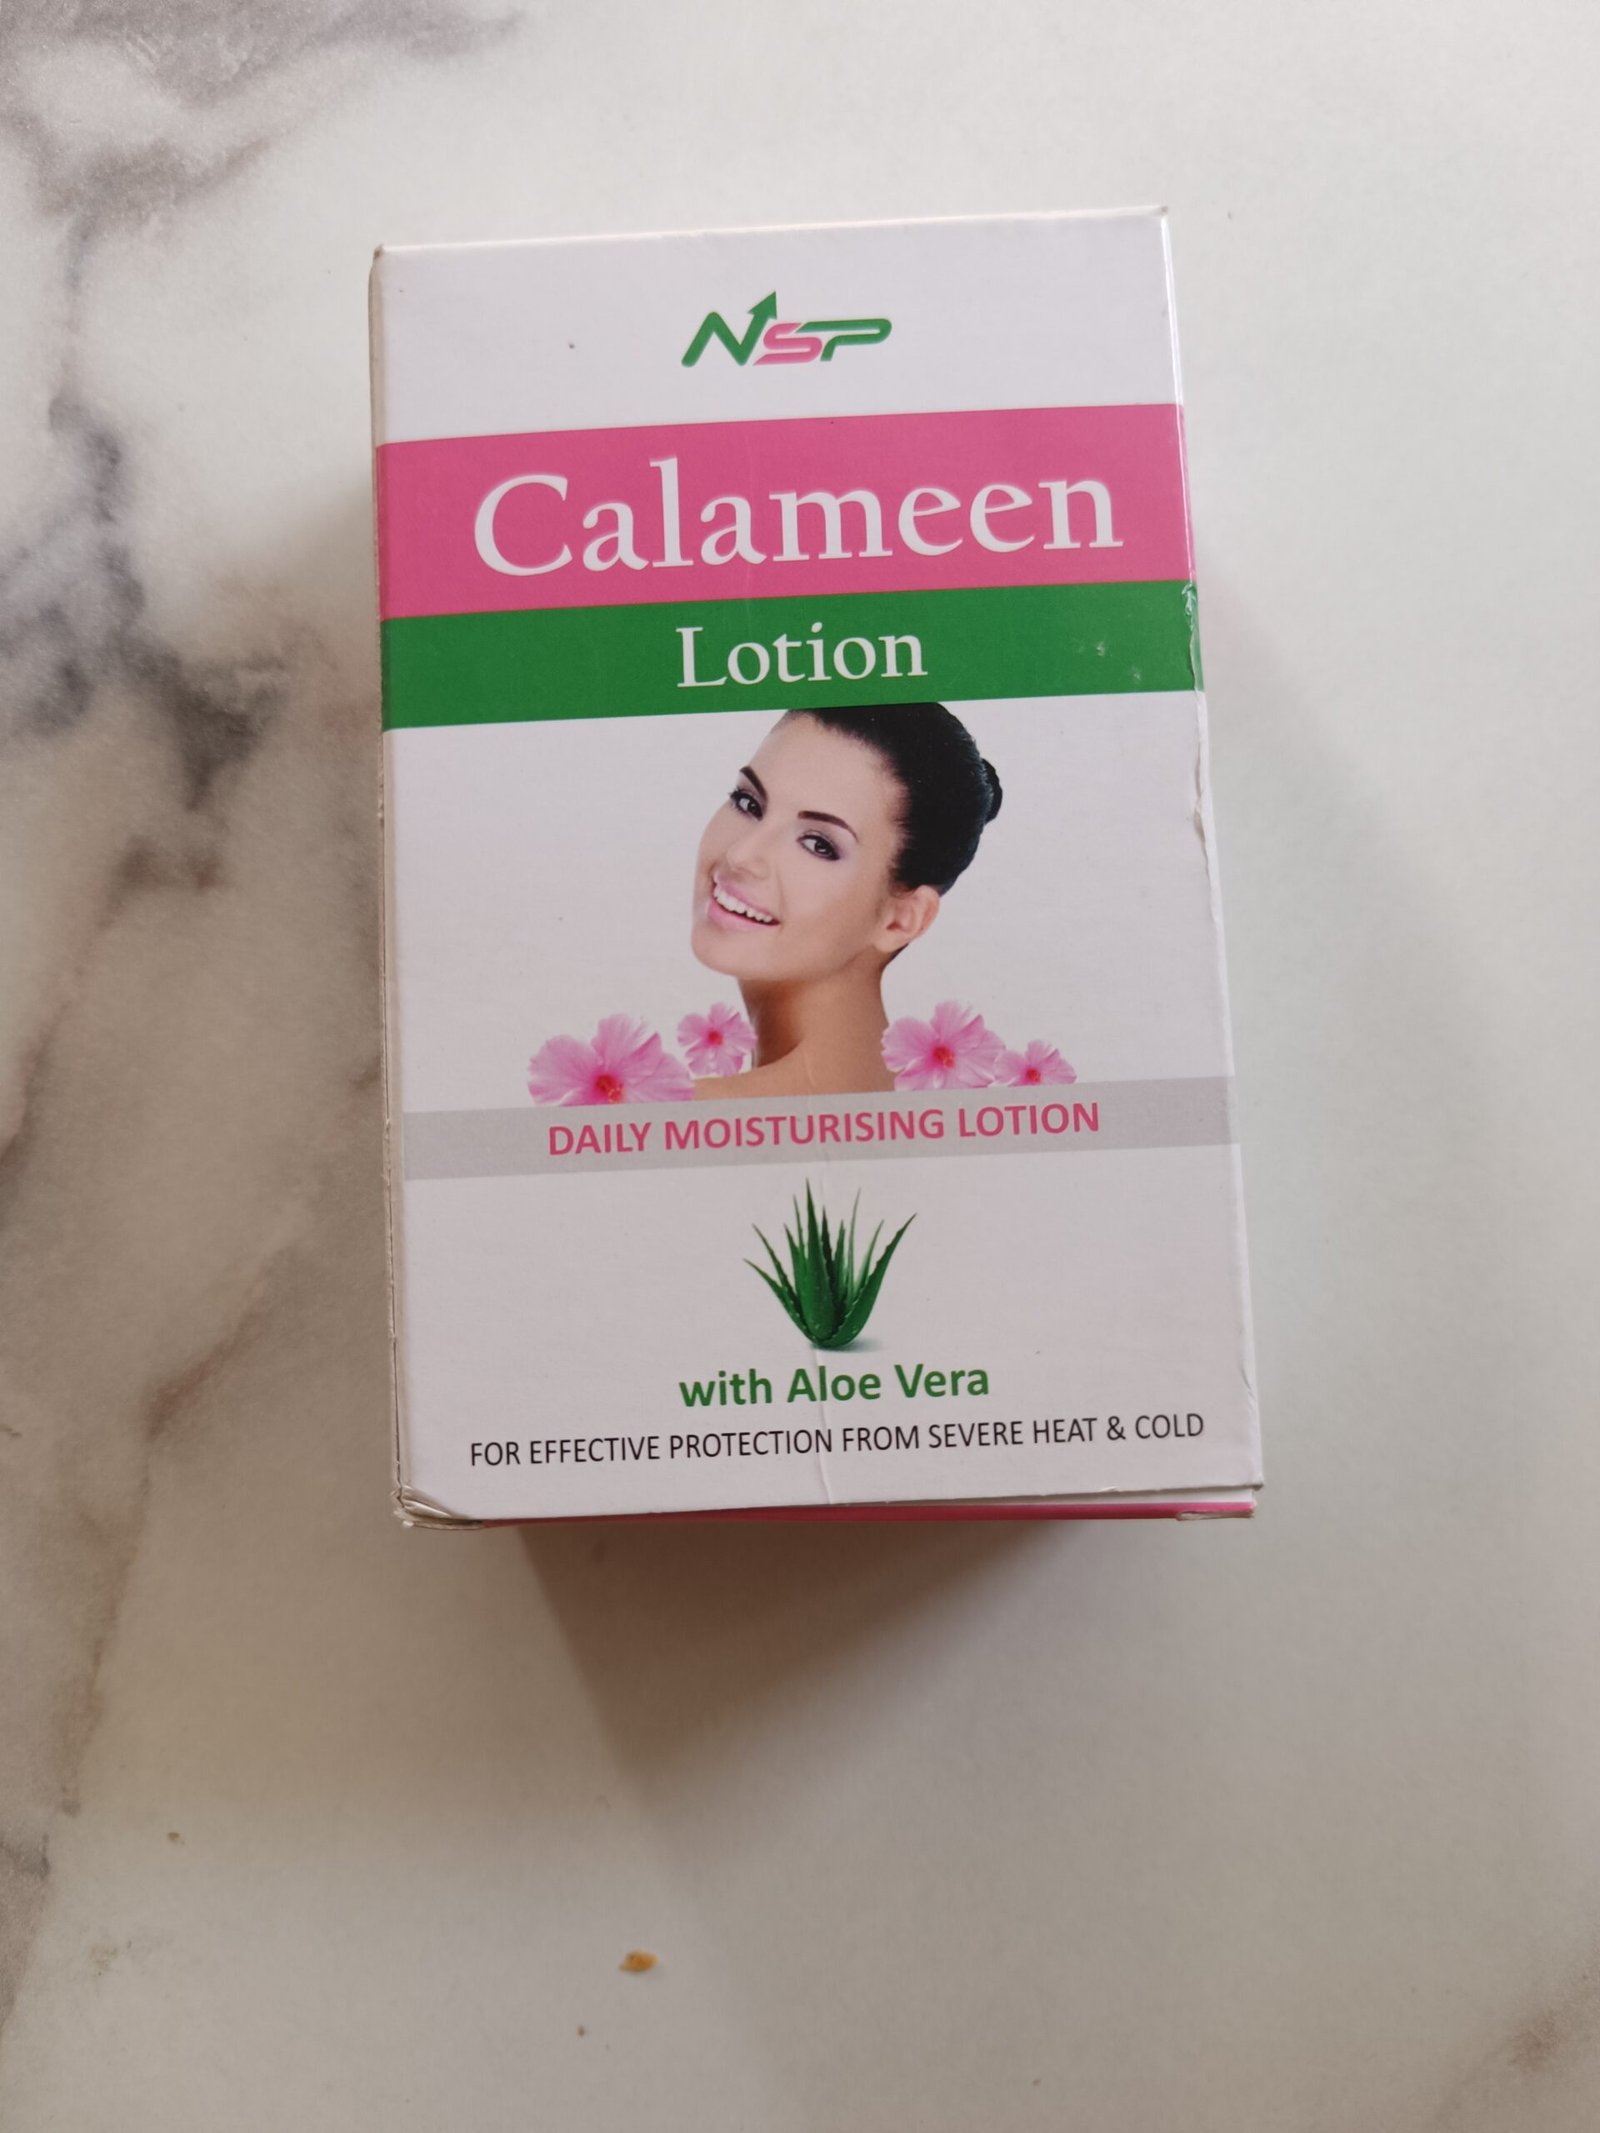 NSP
Calameen
Lotion
DAILY MOISTURISING LOTION
with Aloe Vera
FOR EFFECTIVE PROTECTION FROM SEVERE HEAT & COLD